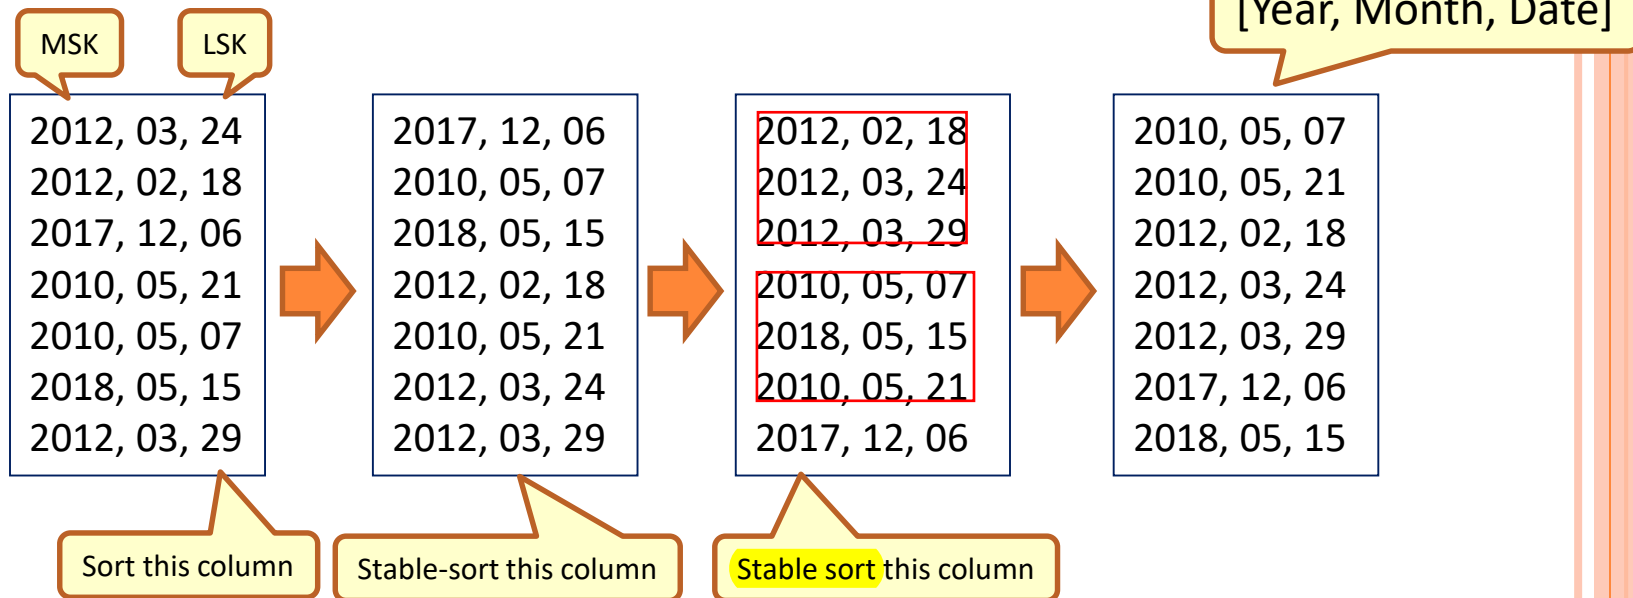 [Year, Month, Date]
MSK
LSK
2012, 03, 24
2012, 02, 18
2017, 12, 06
2010, 05, 21
2010, 05, 07
2018, 05, 15
2012, 03, 29
2017, 12, 06
2010, 05, 07
2018, 05, 15
2012, 02, 18
2010, 05, 21
2012, 03, 24
2012, 03, 29
2012, 02, 18
2012, 03, 24
2012, 03, 29
2010, 05, 07
2018, 05, 15
2010, 05, 21
2017, 12, 06
2010, 05, 07
2010, 05, 21
2012, 02, 18
2012, 03, 24
2012, 03, 29
2017, 12, 06
2018, 05, 15
Sort this column
Stable-sort this column
Stable sort this column